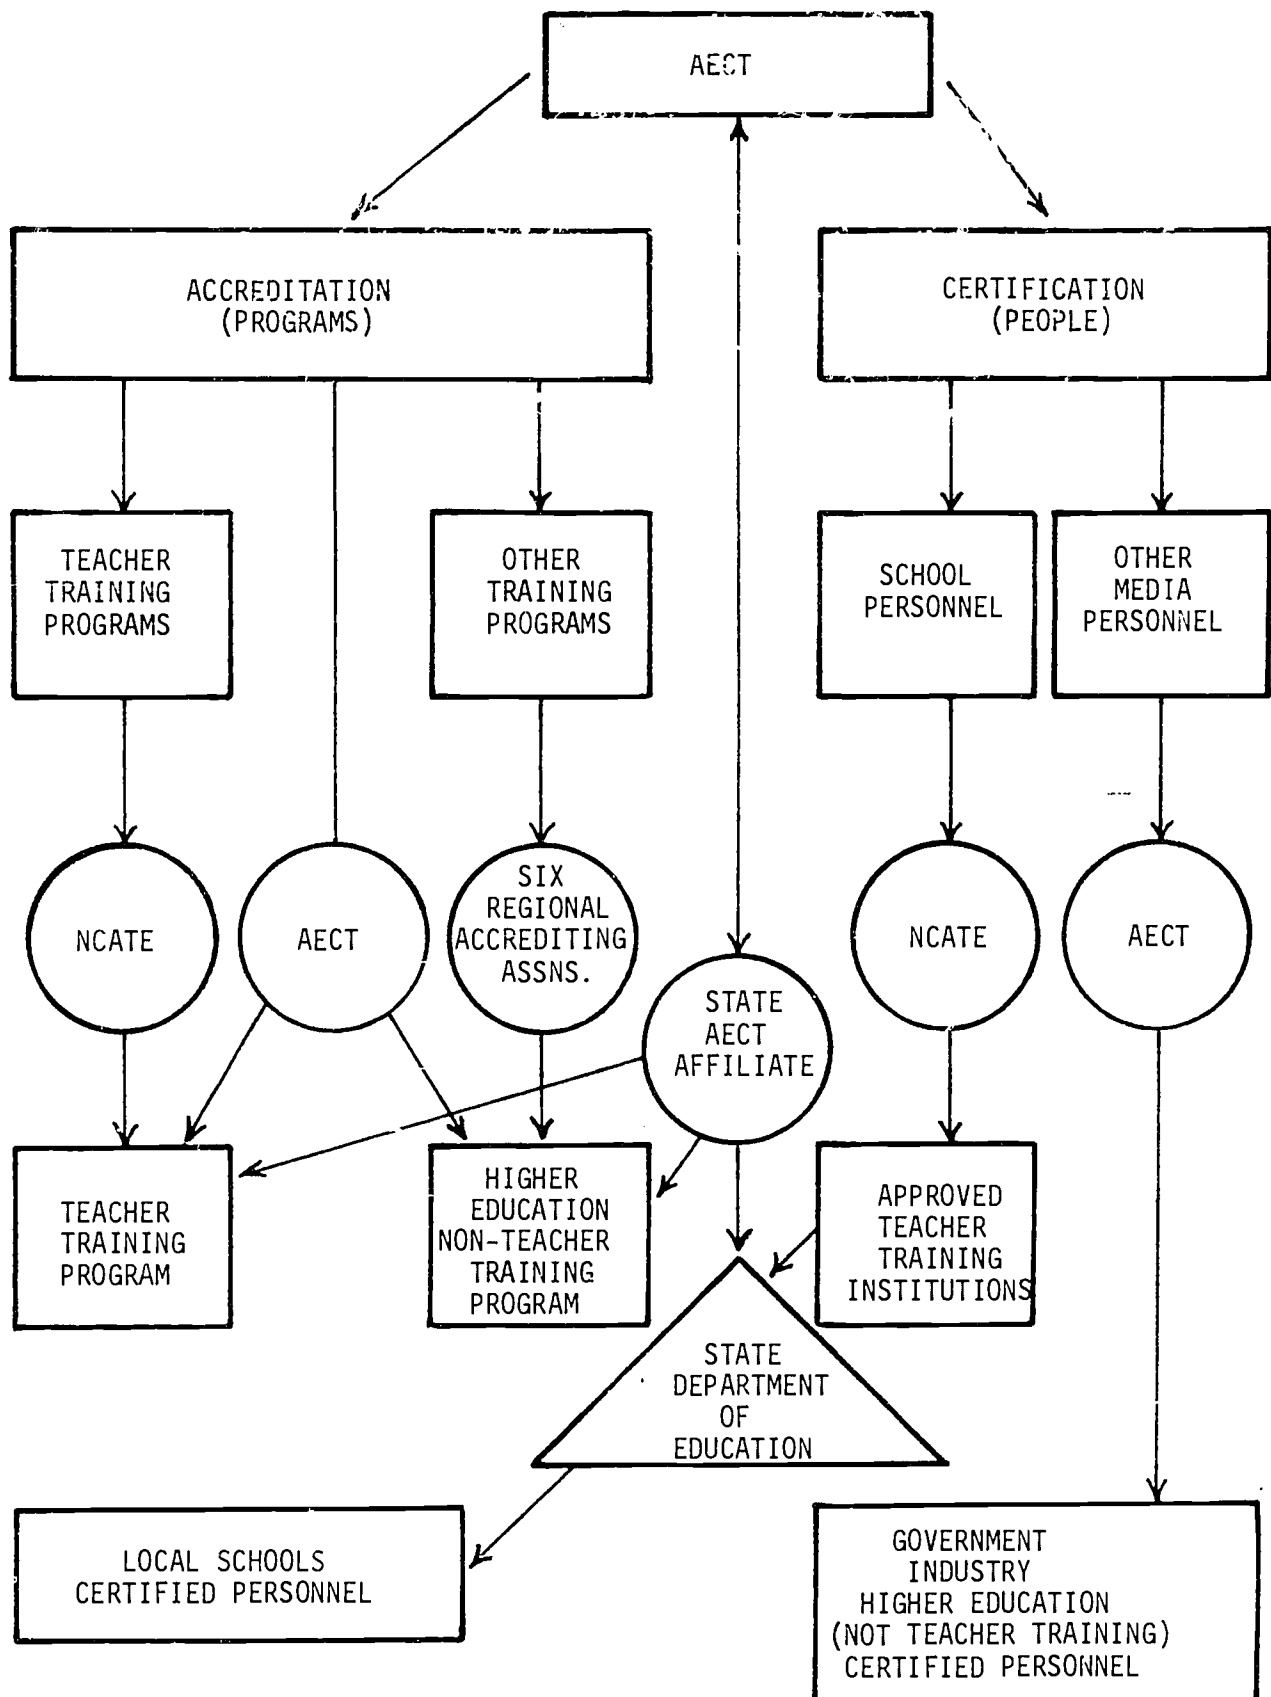 AECT
ACCREDITATION
(PROGRAMS)
CERTIFICATION
(PEOPLE)
TEACHER
TRAINING
PROGRAMS
OTHER
TRAINING
PROGRAMS
SCHOOL
PERSONNEL
OTHER
MEDIA
PERSONNEL
NCATE
AECT
SIX
REGIONAL
ACCREDITING
ASSNS.
STATE
AECT
AFFILIATE
NCATE
AECT
TEACHER
TRAINING
PROGRAM
HIGHER
EDUCATION
NON-TEACHER
TRAINING
PROGRAM
APPROVED
TEACHER
TRAINING
INSTITUTIONS
STATE
DEPARTMENT
OF
EDUCATION
LOCAL SCHOOLS
CERTIFIED PERSONNEL
GOVERNMENT
INDUSTRY
HIGHER EDUCATION
(NOT TEACHER TRAINING)
CERTIFIED PERSONNEL